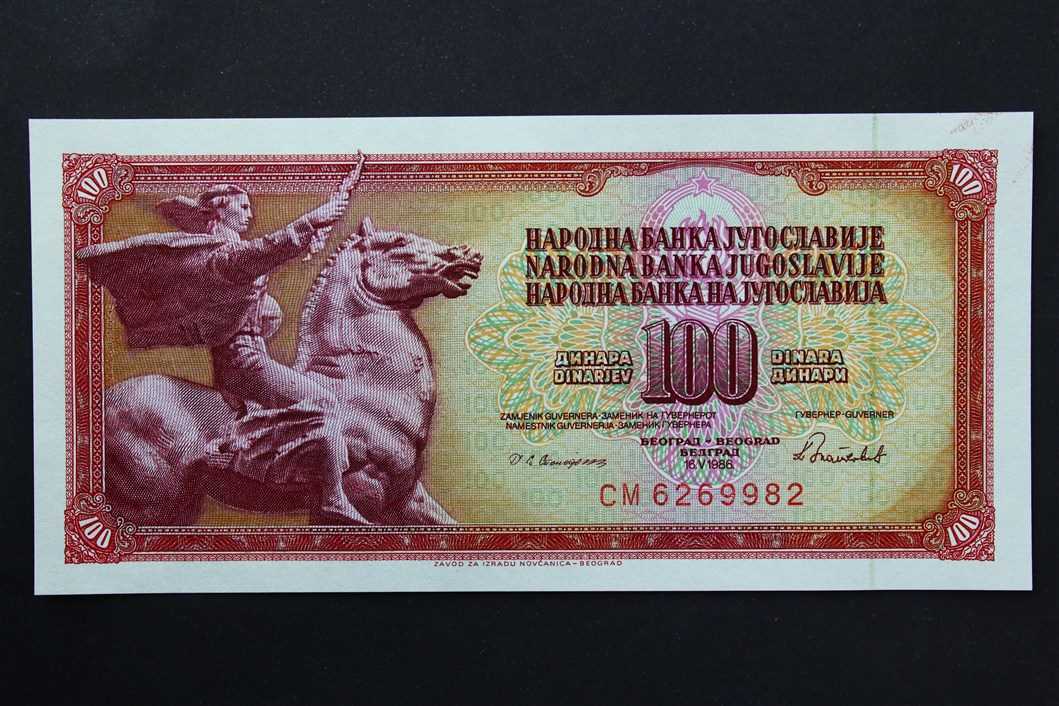 100
100
НАРОДНА БАНКА ЈУГОСЛАВИЈЕ
NARODNA BANKA JUGOSLAVIJE
НАРОДНА БАНКА НА ЈУГОСЛАВИЈА
ДИНАРА 100 DINARA
DINARJEV ДИНАРИ
ZAMJENIK GUVERNERA · ЗАМЕНИК НА ГУВЕРНЕРОТ
NAMESTNIK GUVERNERJA · ЗАМЕНИК ГУВЕРНЕРА
ГУВЕРНЕР · GUVERNER
БЕОГРАД – BEOGRAD
БЕЛГРАД
16. V 1986.
CM 6269982
100
100
ZAVOD ZA IZRADU NOVČANICA – BEOGRAD